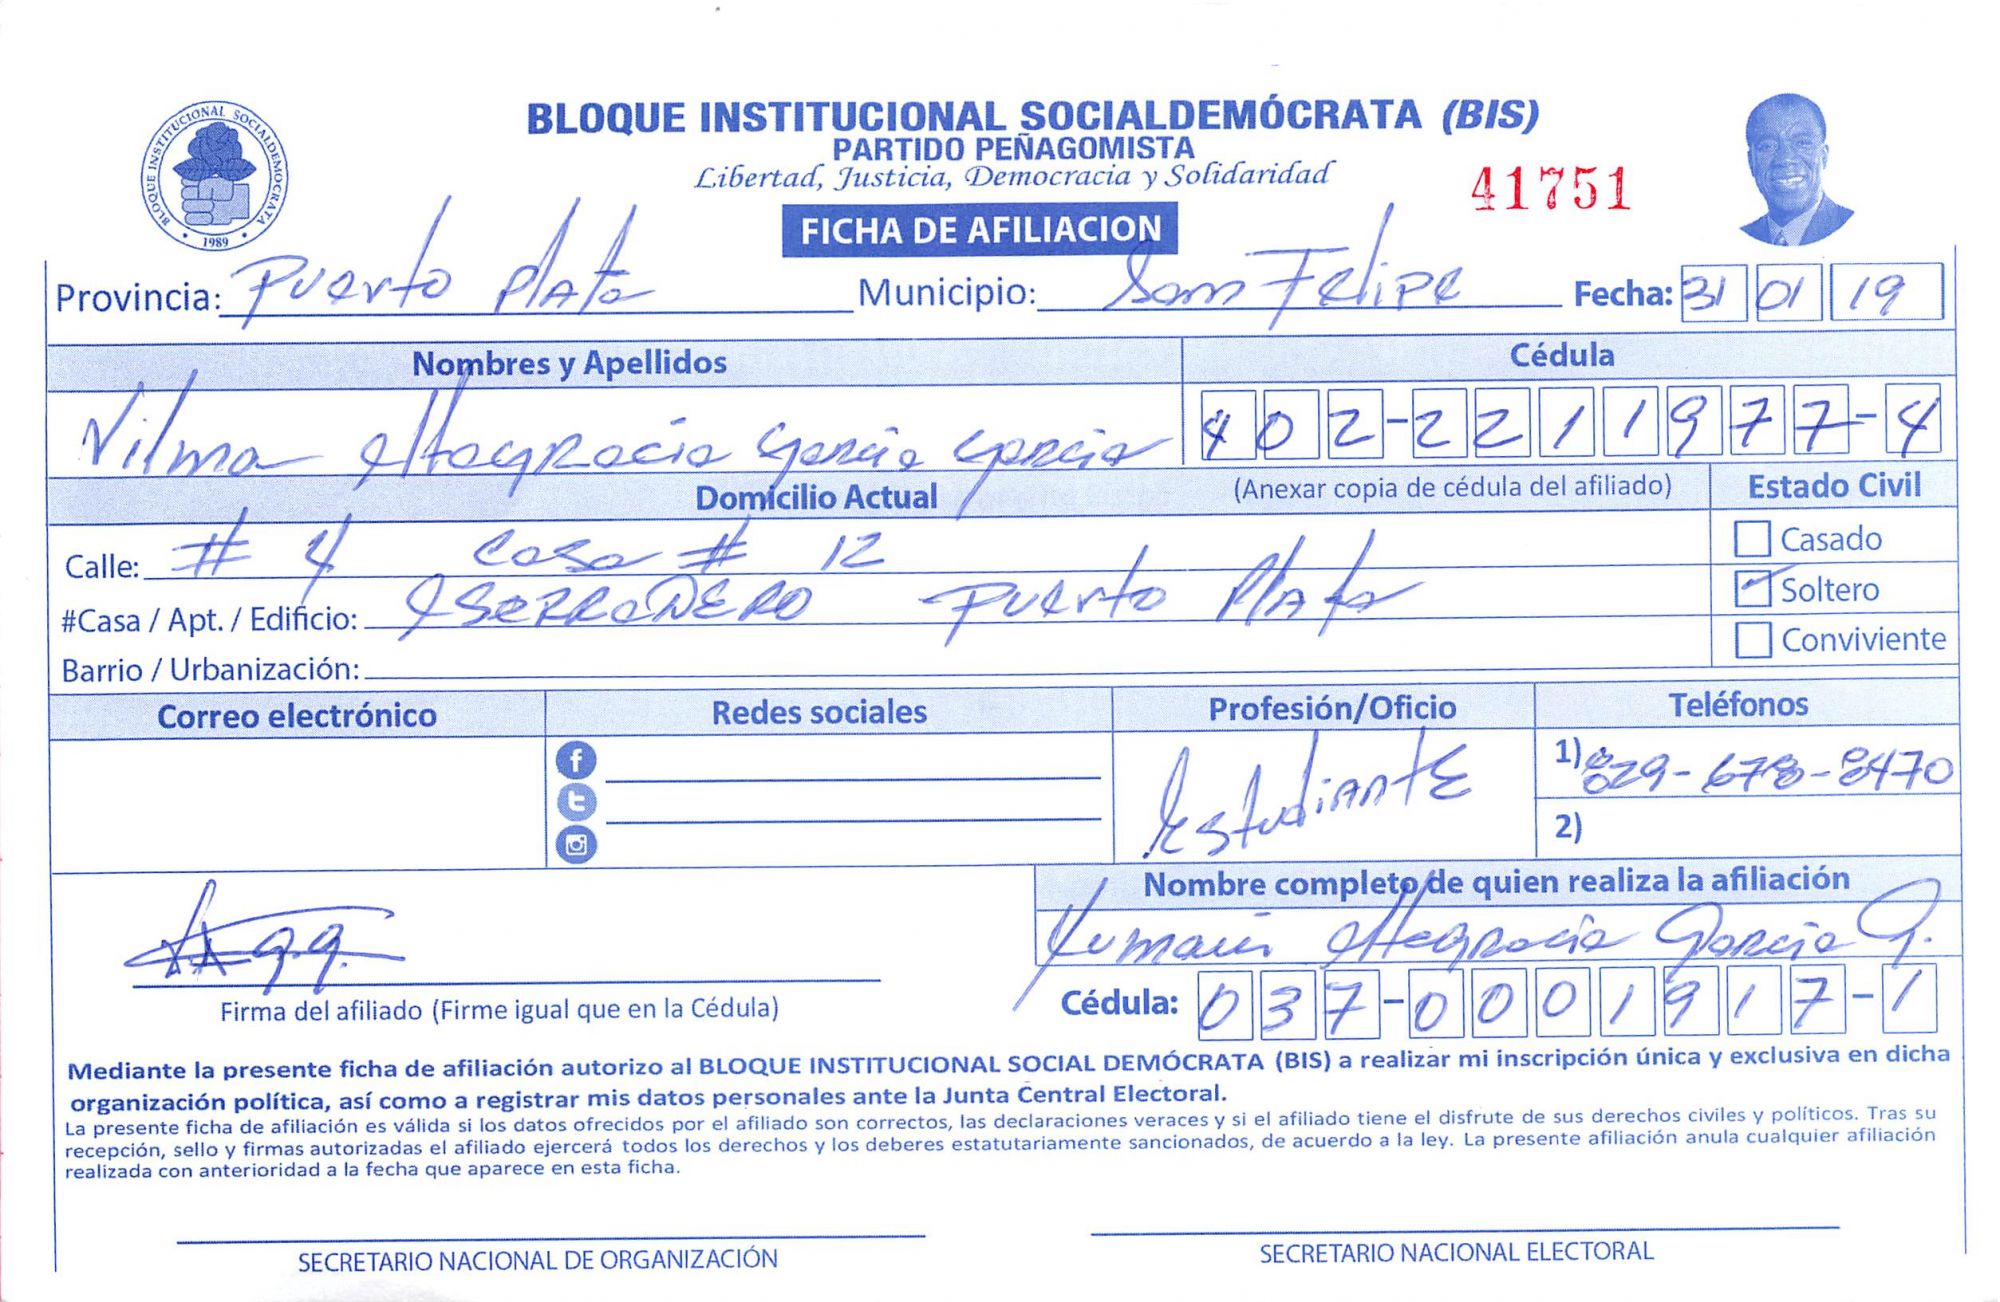 BLOQUE INSTITUCIONAL SOCIALDEMÓCRATA (BIS)
PARTIDO PEÑAGOMISTA
Libertad, Justicia, Democracia y Solidaridad
BLOQUE INSTITUCIONAL SOCIALDEMOCRATA
1989
41751
FICHA DE AFILIACION
Provincia: Puerto Plata Municipio: San Felipe Fecha: 31 01 19
Nombres y Apellidos Cédula
Vilma Altagracia García García 402-2211977-4
Domicilio Actual (Anexar copia de cédula del afiliado) Estado Civil
Calle: # 4 Casa # 12 Casado
#Casa / Apt. / Edificio: Puerto Plata Soltero
Barrio / Urbanización: Conviviente
Correo electrónico Redes sociales Profesión/Oficio Teléfonos
Estudiante 1) 829-678-8470
2)
Nombre completo de quien realiza la afiliación
Altagracia García G.
Firma del afiliado (Firme igual que en la Cédula) Cédula: 037-0001917-1
Mediante la presente ficha de afiliación autorizo al BLOQUE INSTITUCIONAL SOCIAL DEMÓCRATA (BIS) a realizar mi inscripción única y exclusiva en dicha
organización política, así como a registrar mis datos personales ante la Junta Central Electoral.
La presente ficha de afiliación es válida si los datos ofrecidos por el afiliado son correctos, las declaraciones veraces y si el afiliado tiene el disfrute de sus derechos civiles y políticos. Tras su
recepción, sello y firmas autorizadas el afiliado ejercerá todos los derechos y los deberes estatutariamente sancionados, de acuerdo a la ley. La presente afiliación anula cualquier afiliación
realizada con anterioridad a la fecha que aparece en esta ficha.
SECRETARIO NACIONAL DE ORGANIZACIÓN SECRETARIO NACIONAL ELECTORAL